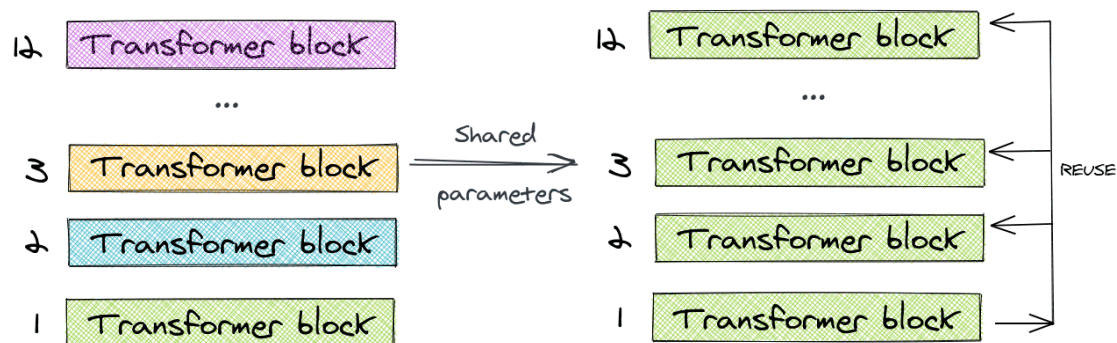 12 Transformer block
...
3 Transformer block
2 Transformer block
1 Transformer block
Shared
parameters
12 Transformer block
...
3 Transformer block
2 Transformer block
1 Transformer block
REUSE